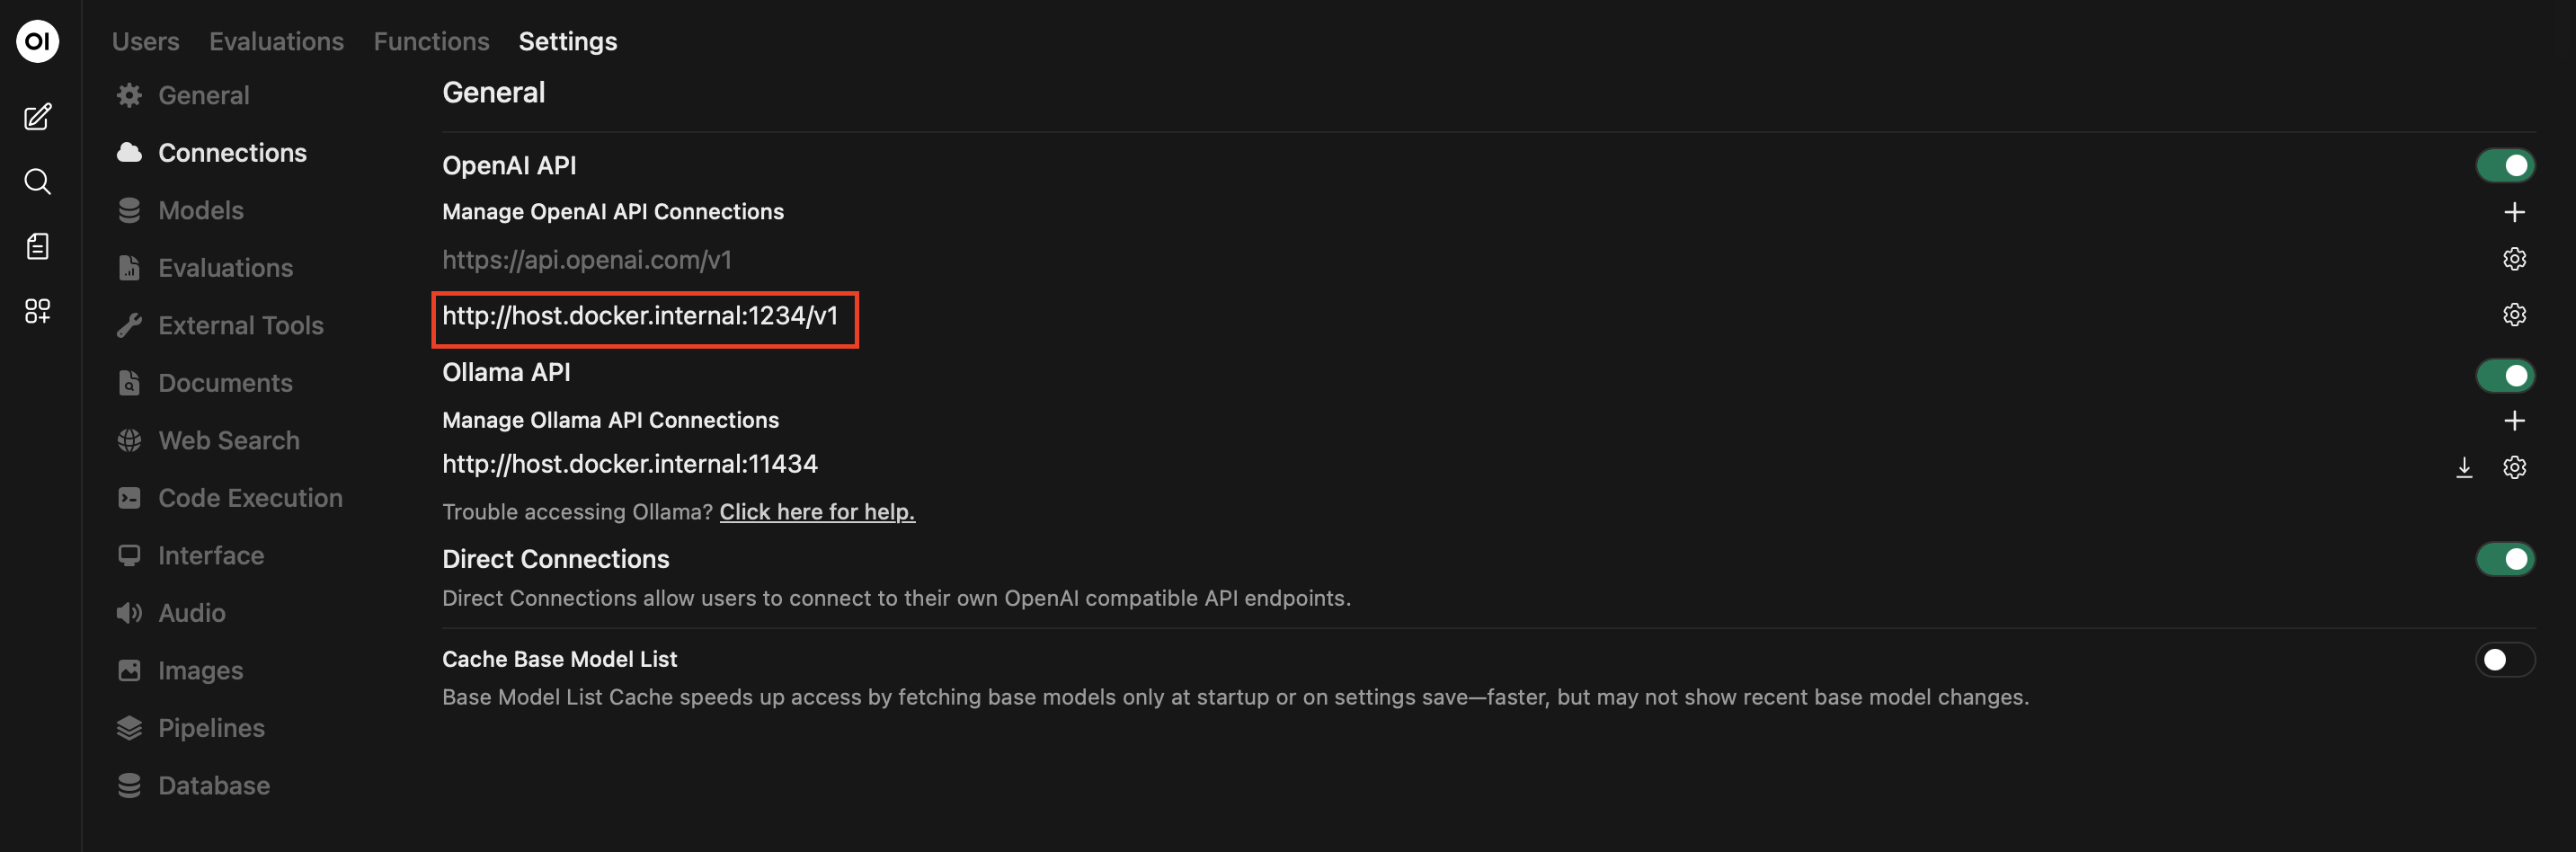 OI
Users Evaluations Functions Settings
General
Connections
Models
Evaluations
External Tools
Documents
Web Search
Code Execution
Interface
Audio
Images
Pipelines
Database
General
OpenAI API
Manage OpenAI API Connections
https://api.openai.com/v1
http://host.docker.internal:1234/v1
Ollama API
Manage Ollama API Connections
http://host.docker.internal:11434
Trouble accessing Ollama? Click here for help.
Direct Connections
Direct Connections allow users to connect to their own OpenAI compatible API endpoints.
Cache Base Model List
Base Model List Cache speeds up access by fetching base models only at startup or on settings save—faster, but may not show recent base model changes.